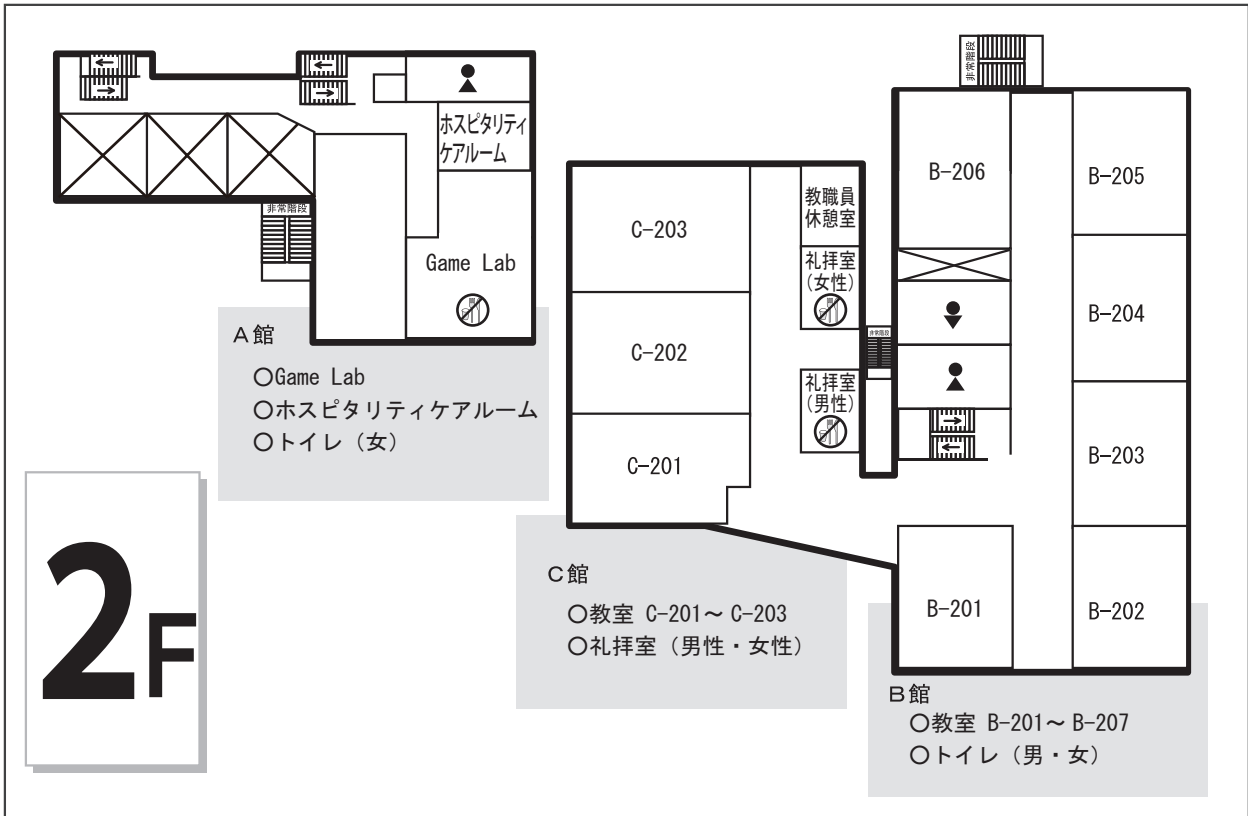 非常階段
ホスピタリティ
ケアルーム
非常階段
Game Lab
A館
○Game Lab
○ホスピタリティケアルーム
○トイレ（女）
2F
C-203
C-202
C-201
教職員
休憩室
礼拝室
(女性)
礼拝室
(男性)
非常階段
C館
○教室 C-201～C-203
○礼拝室（男性・女性）
B-206
B-205
B-204
B-203
B-201
B-202
B館
○教室 B-201～B-207
○トイレ（男・女）